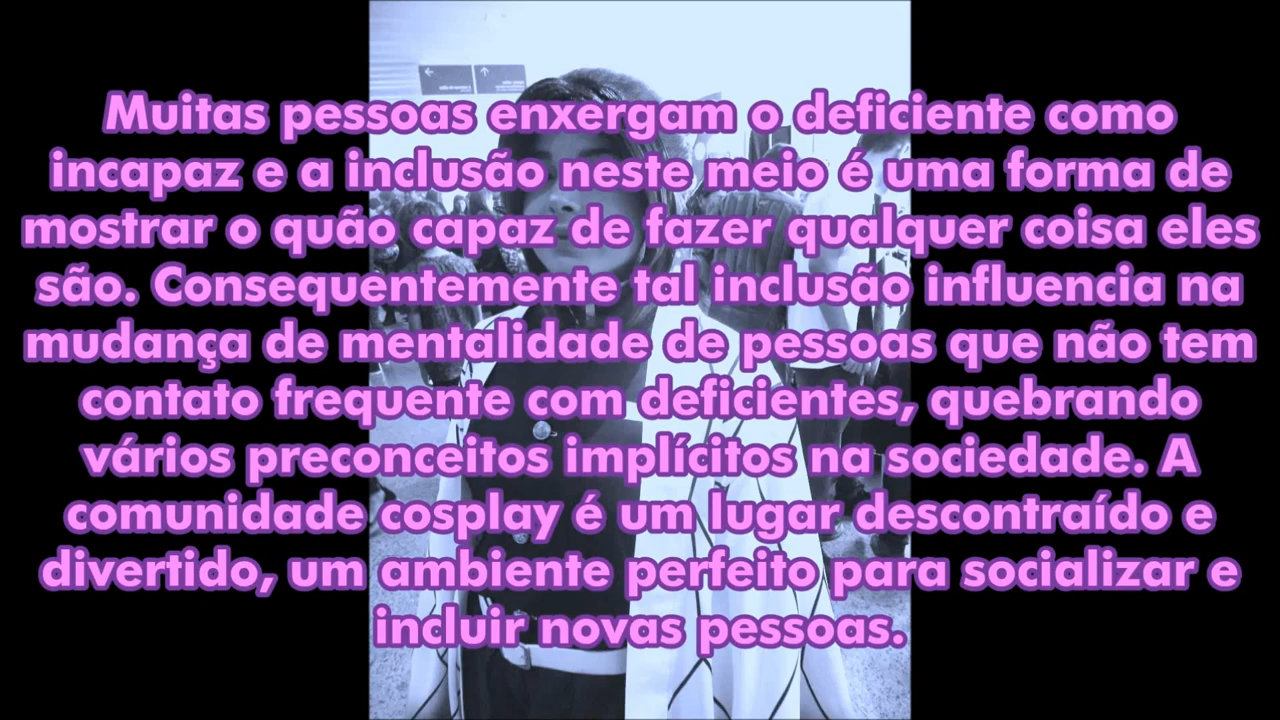 Muitas pessoas enxergam o deficiente como
incapaz e a inclusão neste meio é uma forma de
mostrar o quão capaz de fazer qualquer coisa eles
são. Consequentemente tal inclusão influencia na
mudança de mentalidade de pessoas que não tem
contato frequente com deficientes, quebrando
vários preconceitos implícitos na sociedade. A
comunidade cosplay é um lugar descontraído e
divertido, um ambiente perfeito para socializar e
incluir novas pessoas.